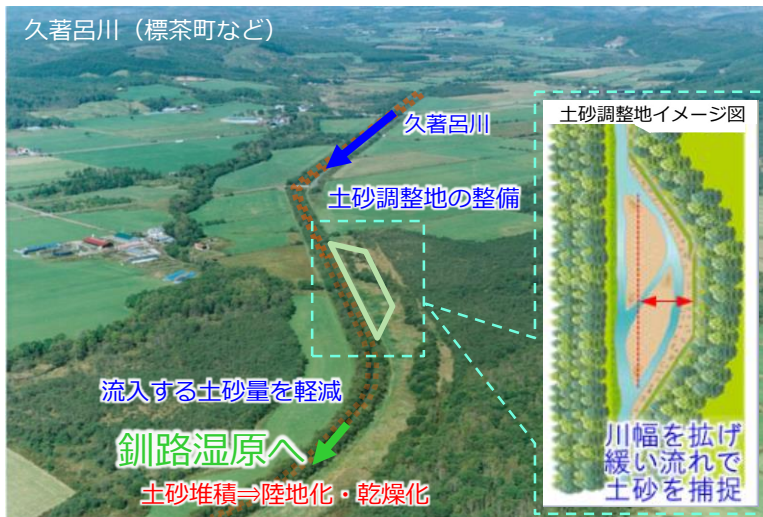 久著呂川（標茶町など）
久著呂川
土砂調整地の整備
流入する土砂量を軽減
釧路湿原へ
土砂堆積⇒陸地化・乾燥化
土砂調整地イメージ図
川幅を拡げ
緩い流れで
土砂を捕捉